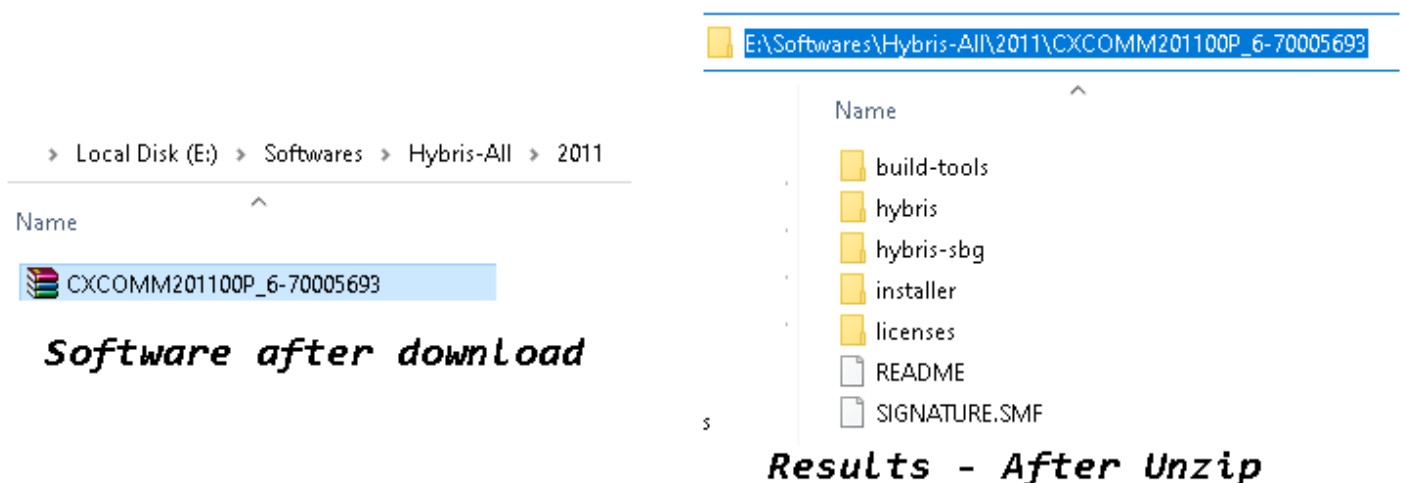 > Local Disk (E:) > Softwares > Hybris-All > 2011
Name
CXCOMM201100P_6-70005693
Software after download
E:\Softwares\Hybris-All\2011\CXCOMM201100P_6-70005693
Name
build-tools
hybris
hybris-sbg
installer
licenses
README
SIGNATURE.SMF
s
Results - After Unzip